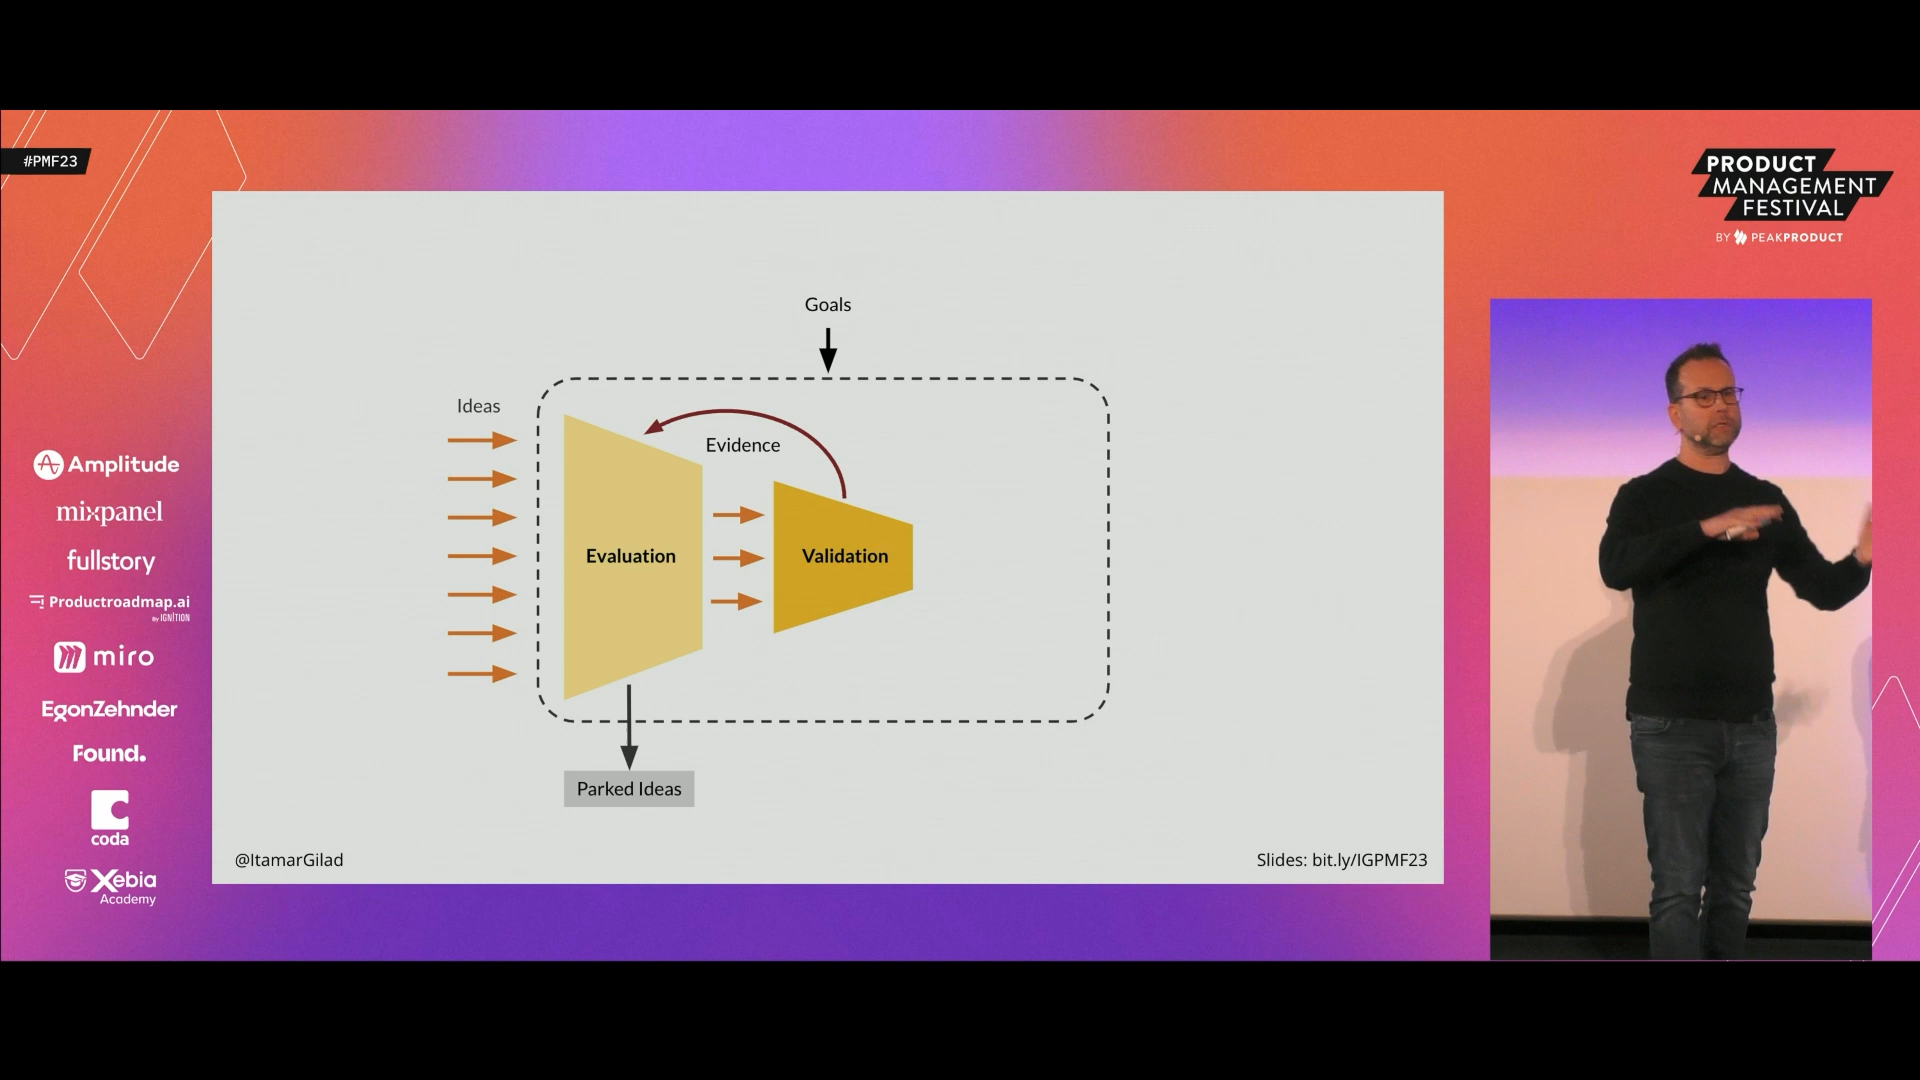 #PMF23
PRODUCT
MANAGEMENT
FESTIVAL
BY PEAKPRODUCT
Goals
Ideas
Evidence
Evaluation
Validation
Parked Ideas
@ItamarGilad
Slides: bit.ly/IGPMF23
Amplitude
mixpanel
fullstory
Productroadmap.ai
By IGNITION
miro
EgonZehnder
Found.
coda
Xebia
Academy